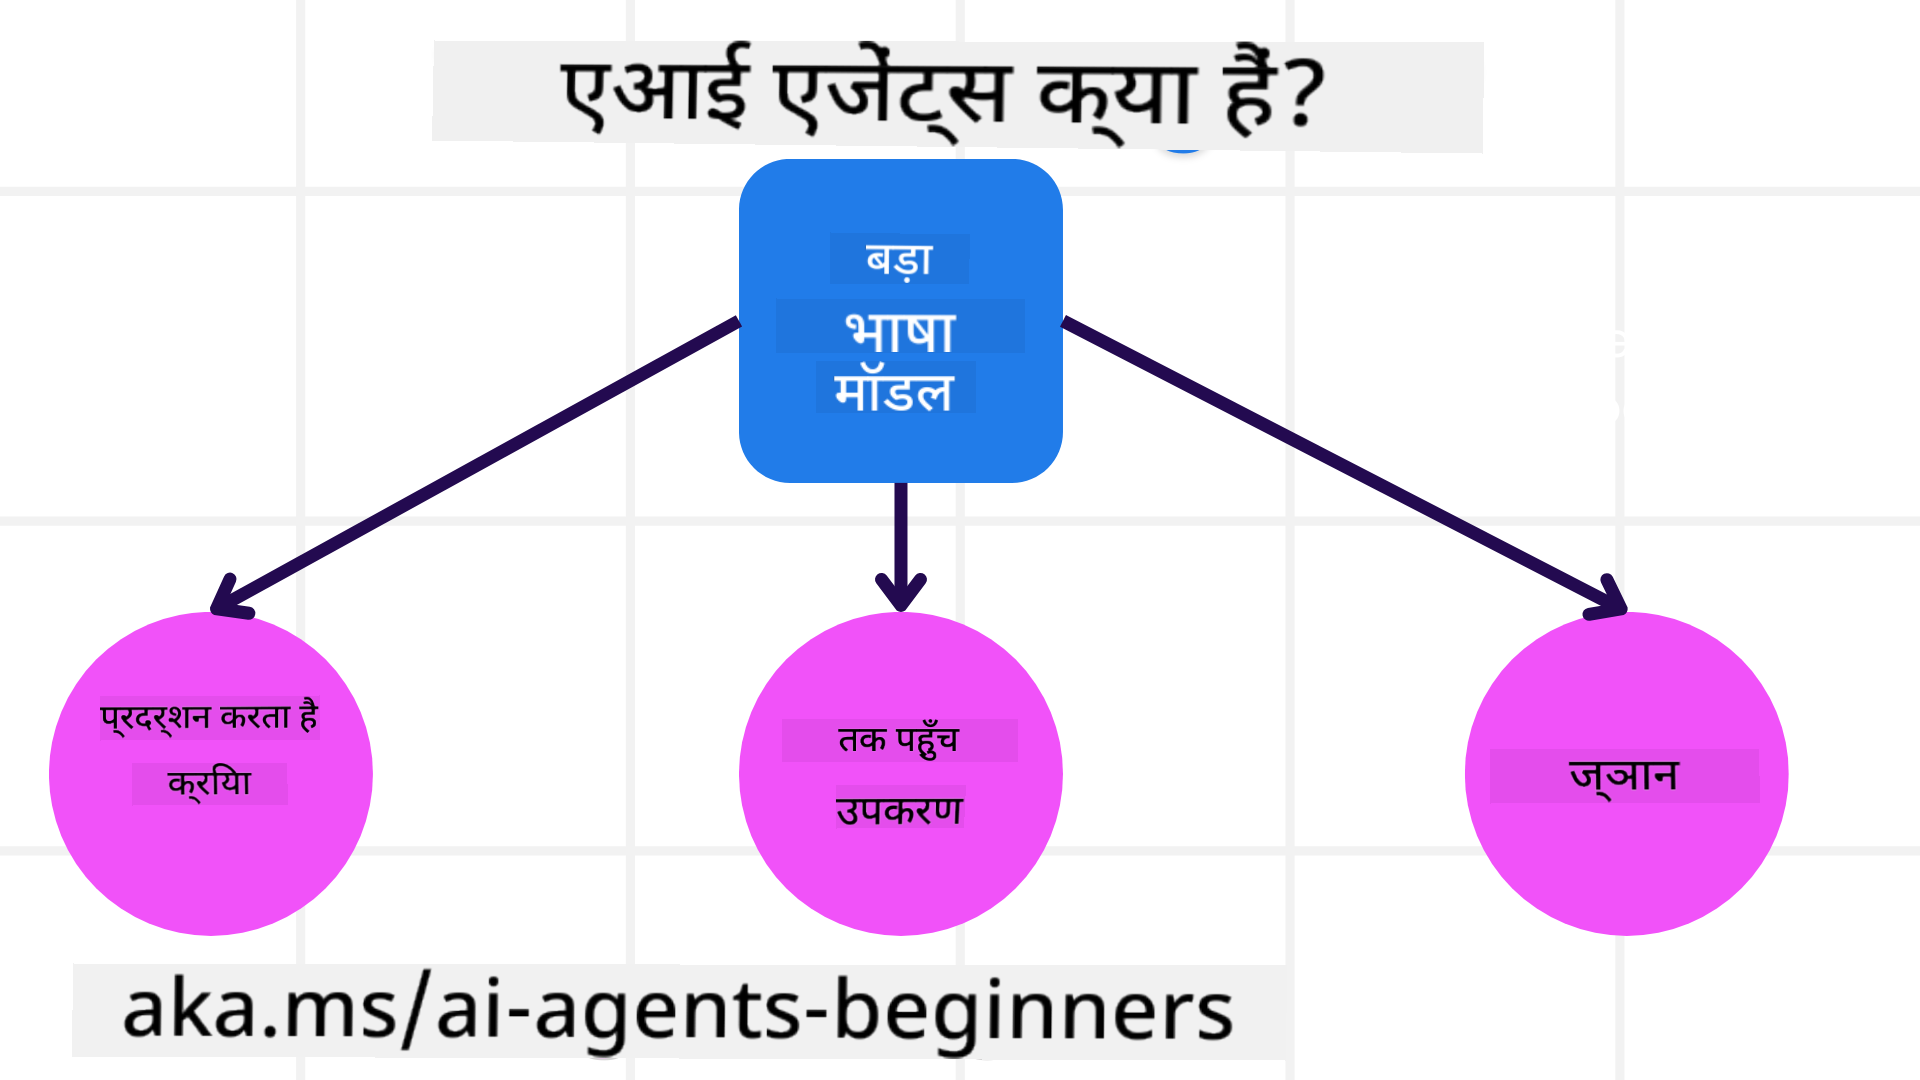 एआई एजेंट्स क्या हैं?
बड़ा
भाषा
मॉडल
प्रदर्शन करता है
क्रिया
तक पहुँच
उपकरण
ज्ञान
aka.ms/ai-agents-beginners